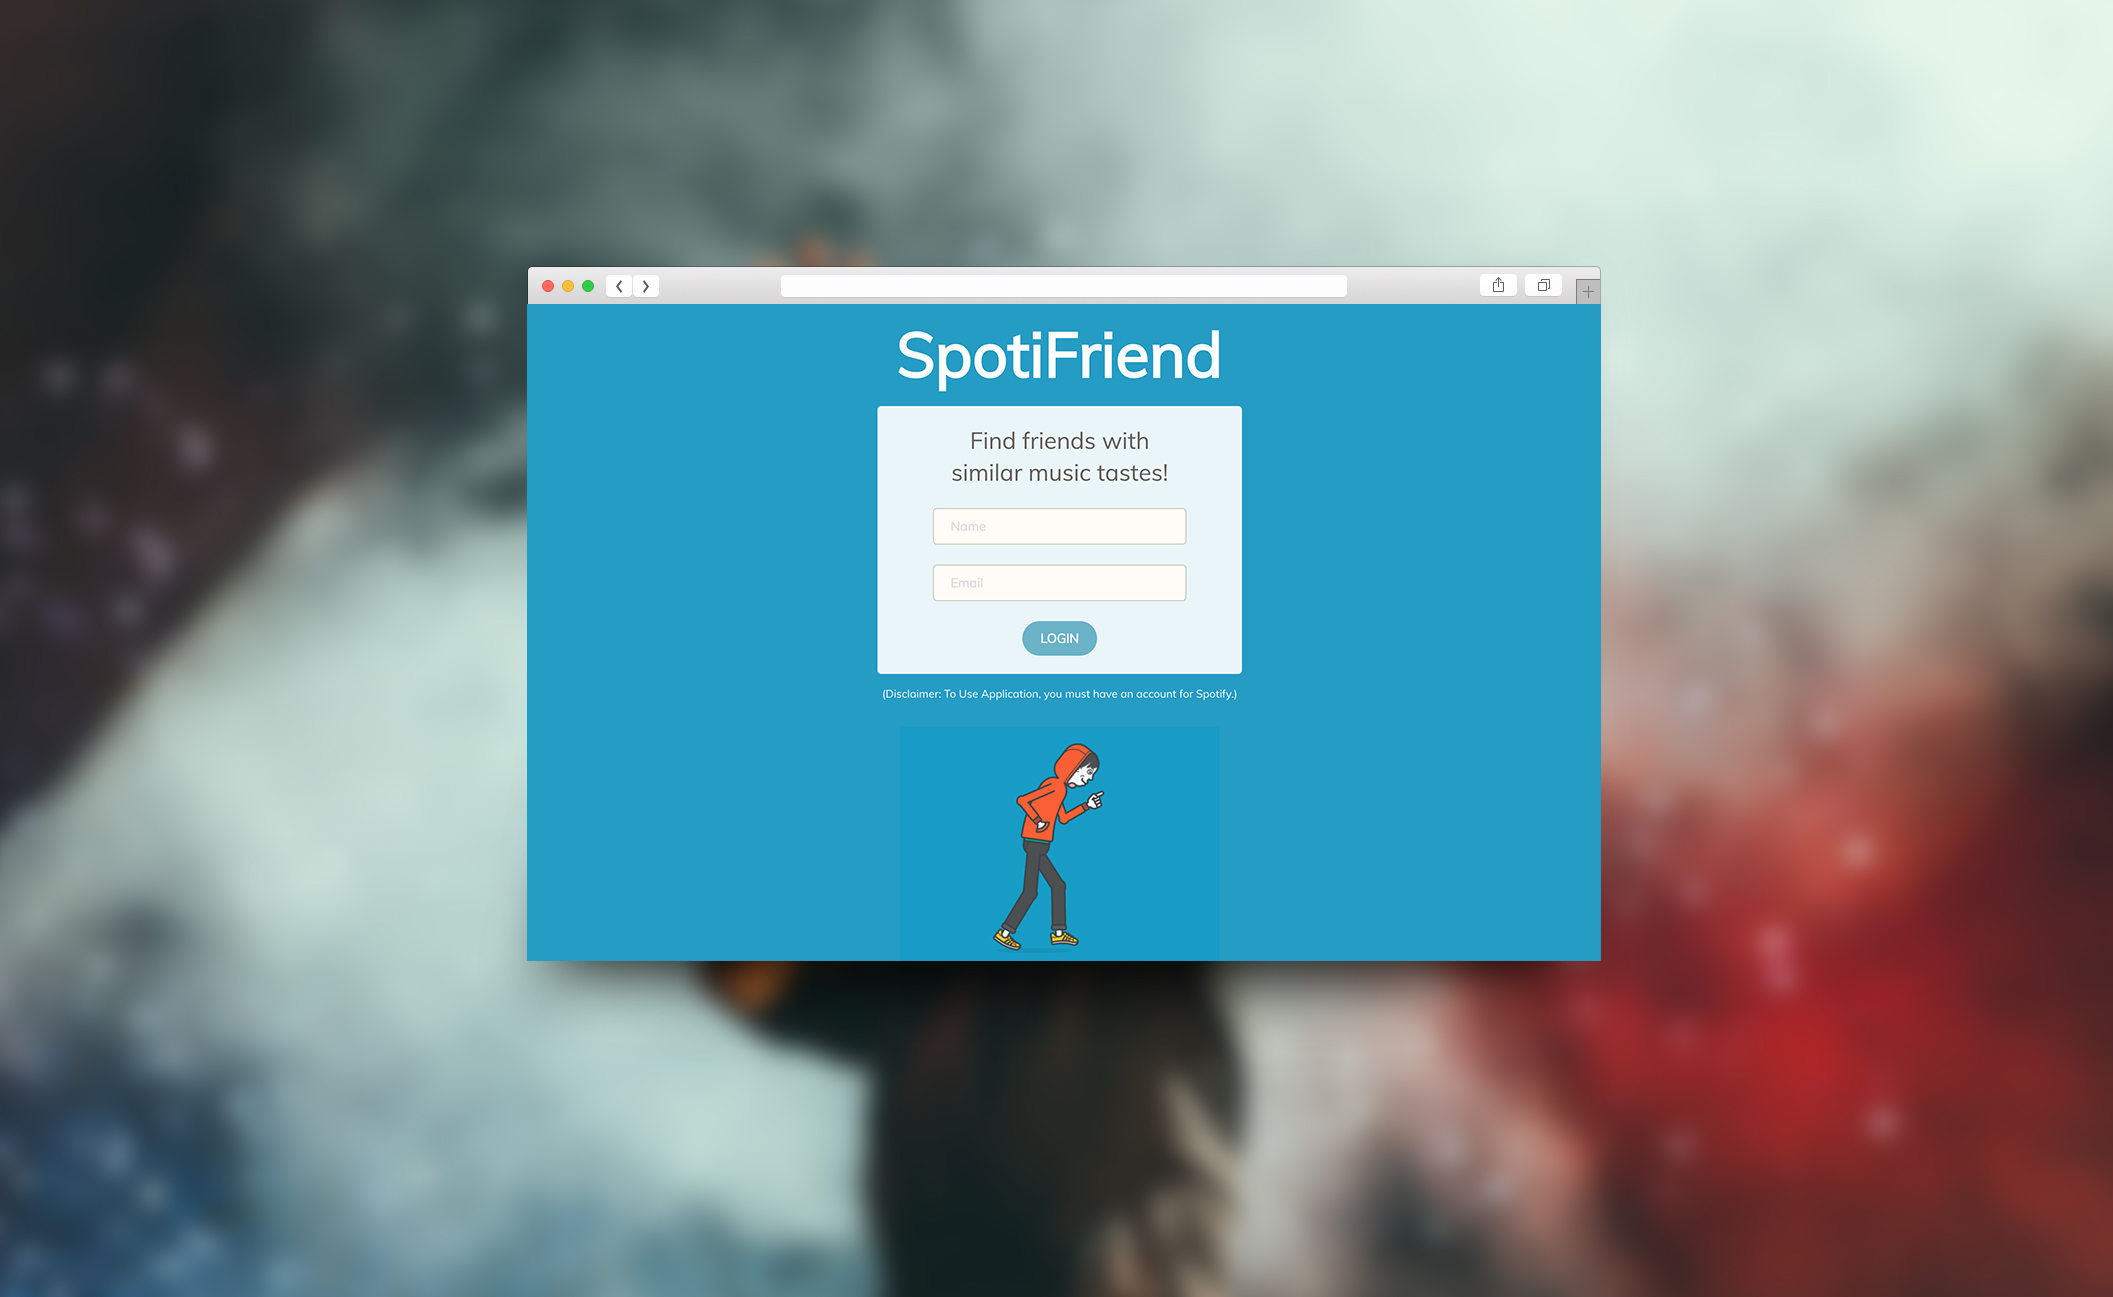 SpotiFriend
Find friends with
similar music tastes!
Name
Email
LOGIN
(Disclaimer: To Use Application, you must have an account for Spotify.)